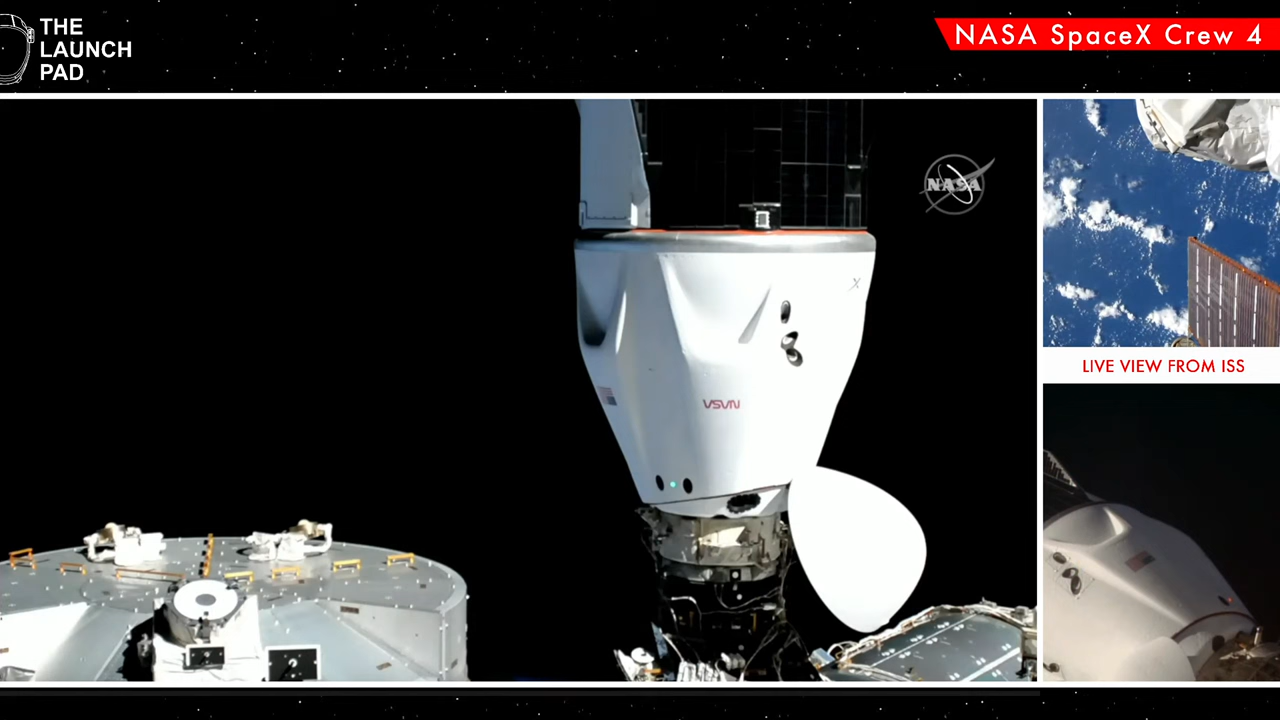 THE
LAUNCH
PAD
NASA SpaceX Crew 4
NASA
X
NASA
LIVE VIEW FROM ISS